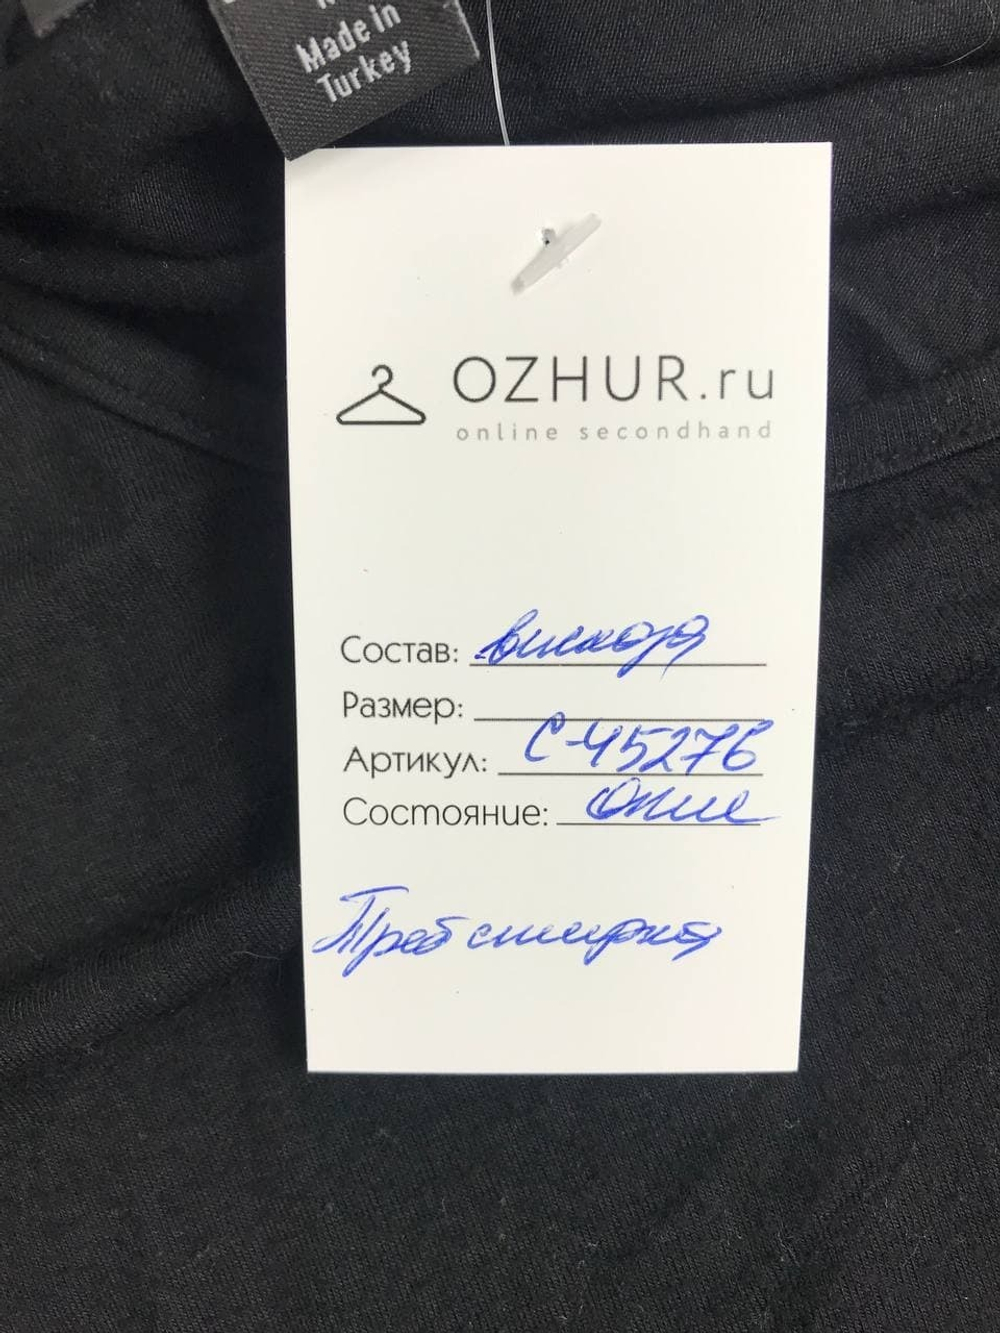 Made in
Turkey
OZHUR.ru
online secondhand
Состав: вискоза
Размер:
Артикул: С-45276
Состояние: Отл
Треб стирка